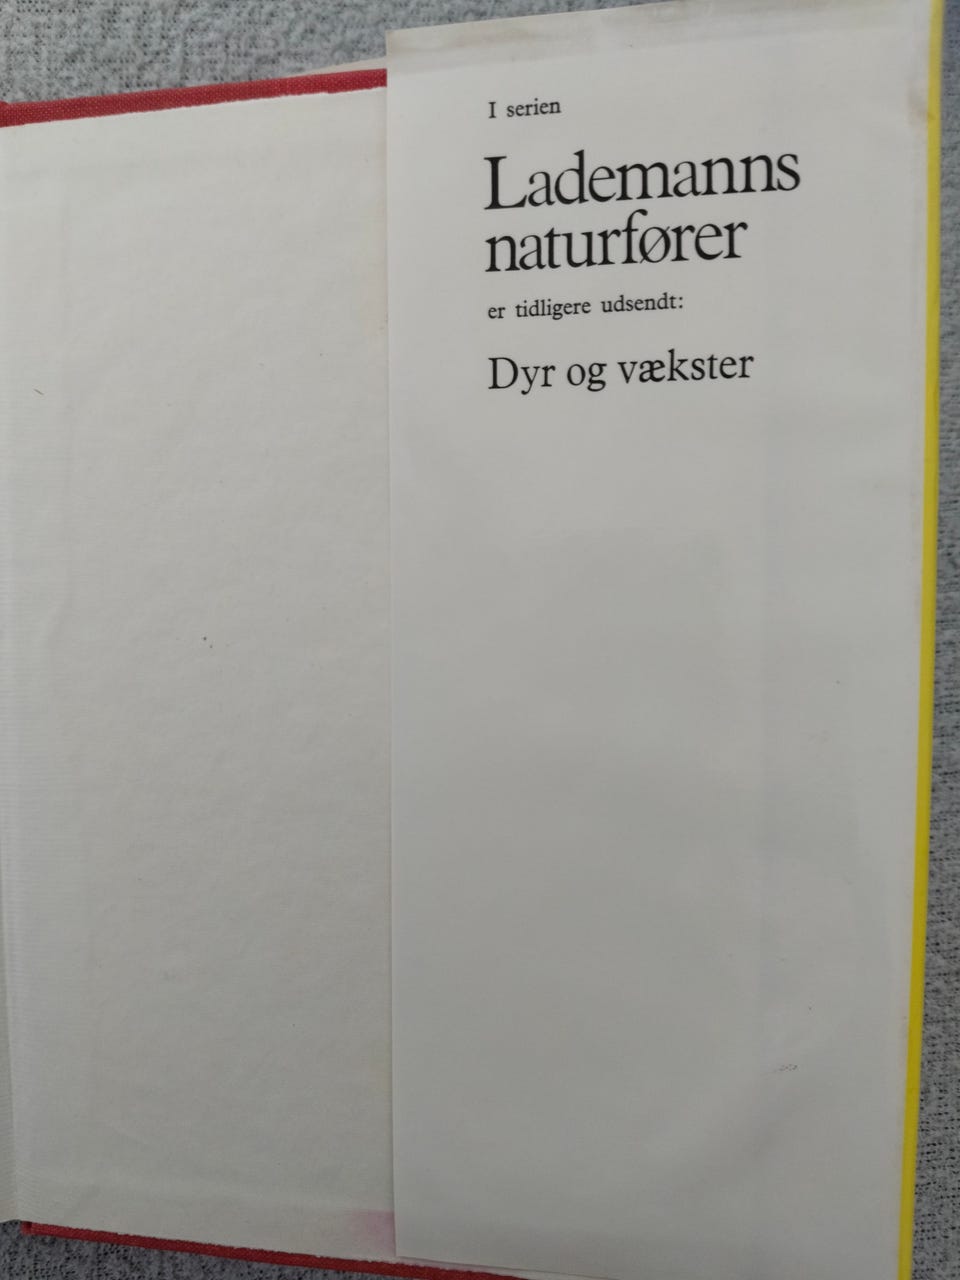 I serien
Lademanns
naturfører
er tidligere udsendt:
Dyr og vækster